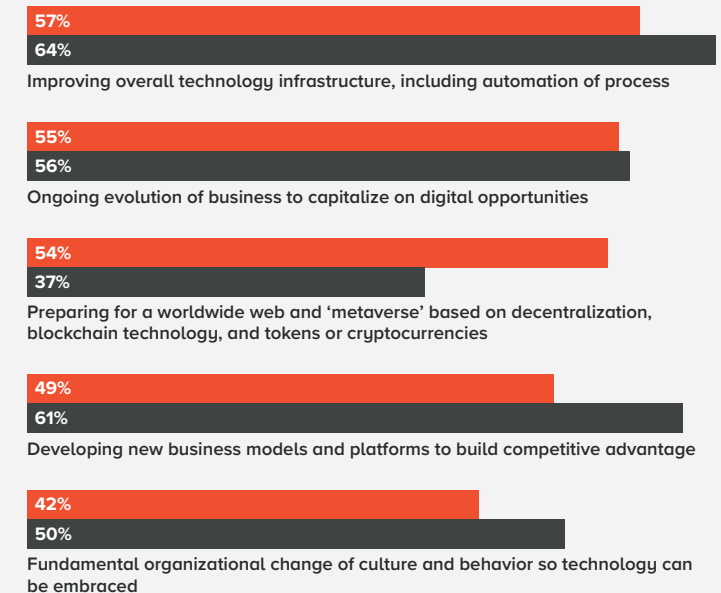 57%
64%
Improving overall technology infrastructure, including automation of process
55%
56%
Ongoing evolution of business to capitalize on digital opportunities
54%
37%
Preparing for a worldwide web and ‘metaverse’ based on decentralization,
blockchain technology, and tokens or cryptocurrencies
49%
61%
Developing new business models and platforms to build competitive advantage
42%
50%
Fundamental organizational change of culture and behavior so technology can
be embraced